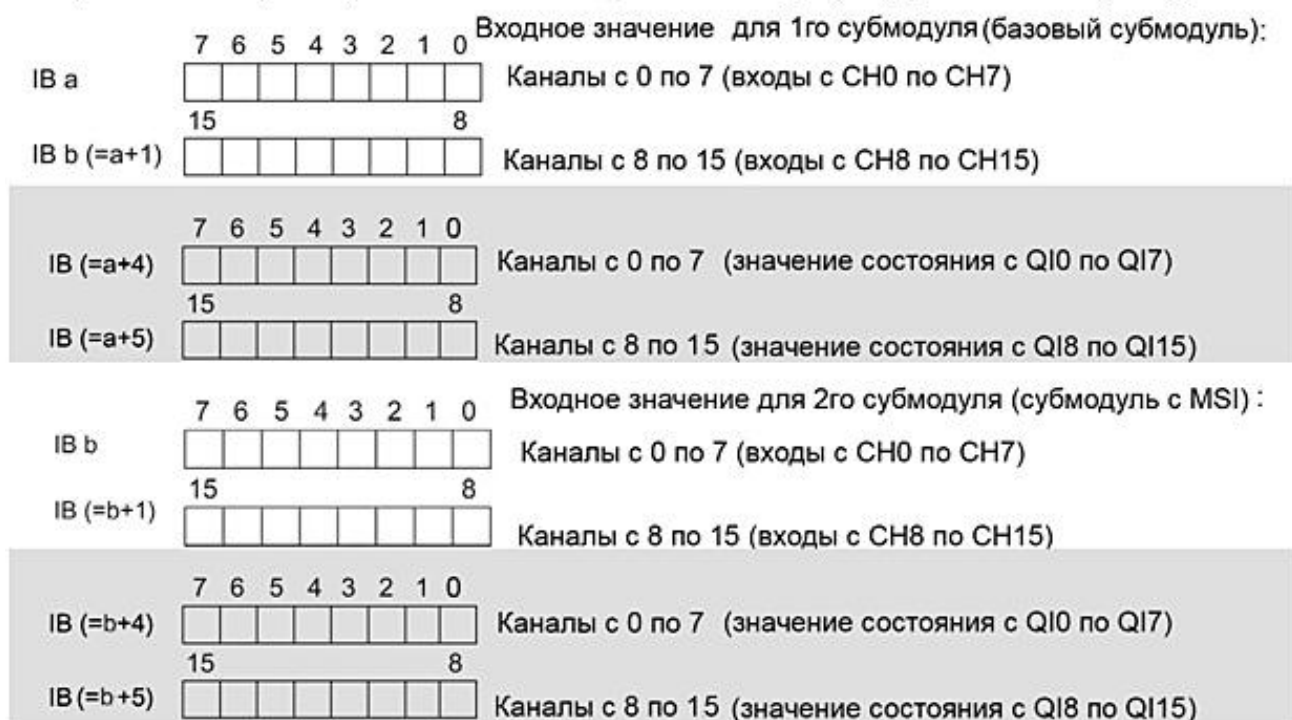 Входное значение для 1го субмодуля (базовый субмодуль):
7 6 5 4 3 2 1 0
IB a Каналы с 0 по 7 (входы с CH0 по CH7)
15 8
IB b (=a+1) Каналы с 8 по 15 (входы с CH8 по CH15)
7 6 5 4 3 2 1 0
IB (=a+4) Каналы с 0 по 7 (значение состояния с QI0 по QI7)
15 8
IB (=a+5) Каналы с 8 по 15 (значение состояния с QI8 по QI15)
Входное значение для 2го субмодуля (субмодуль с MSI) :
7 6 5 4 3 2 1 0
IB b Каналы с 0 по 7 (входы с CH0 по CH7)
15 8
IB (=b+1) Каналы с 8 по 15 (входы с CH8 по CH15)
7 6 5 4 3 2 1 0
IB (=b+4) Каналы с 0 по 7 (значение состояния с QI0 по QI7)
15 8
IB (=b+5) Каналы с 8 по 15 (значение состояния с QI8 по QI15)